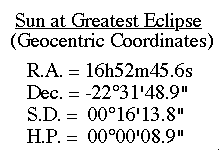 Sun at Greatest Eclipse
(Geocentric Coordinates)
R.A. = 16h52m45.6s
Dec. = -22°31'48.9"
S.D. = 00°16'13.8"
H.P. = 00°00'08.9"